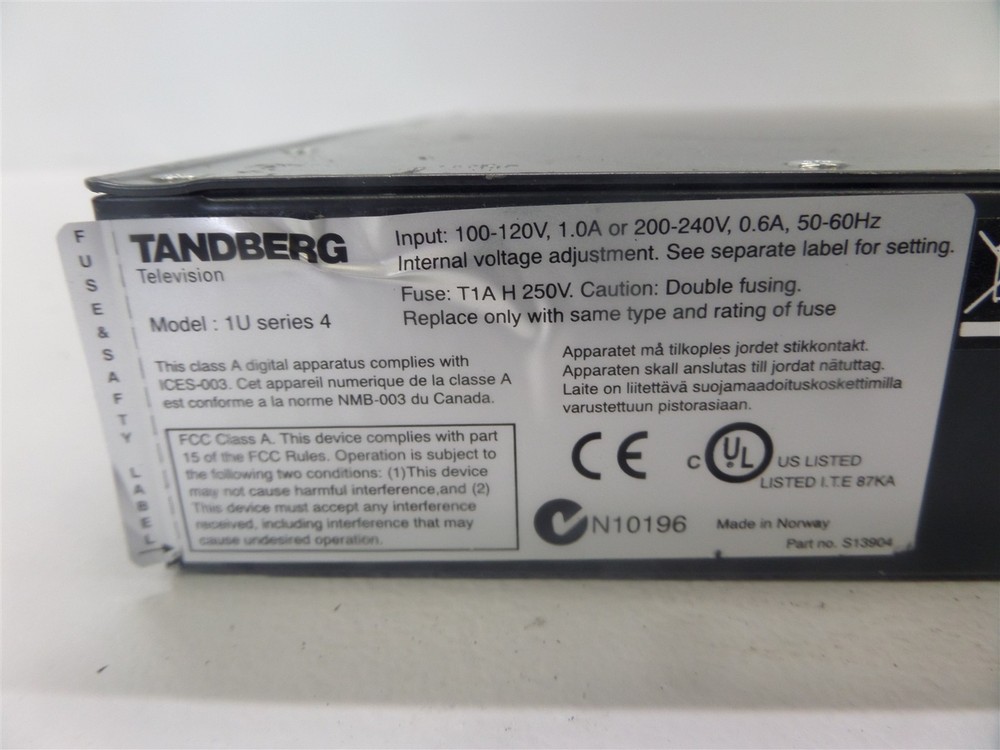 FUSE & SAFTY LABEL
TANDBERG
Television
Model : 1U series 4
Input: 100-120V, 1.0A or 200-240V, 0.6A, 50-60Hz
Internal voltage adjustment. See separate label for setting.
Fuse: T1A H 250V. Caution: Double fusing.
Replace only with same type and rating of fuse
This class A digital apparatus complies with
ICES-003. Cet appareil numerique de la classe A
est conforme a la norme NMB-003 du Canada.
Apparatet må tilkoples jordet stikkontakt.
Apparaten skall anslutas till jordat nätuttag.
Laite on liitettävä suojamaadoituskoskettimilla
varustettuun pistorasiaan.
FCC Class A. This device complies with part
15 of the FCC Rules. Operation is subject to
the following two conditions: (1)This device
may not cause harmful interference,and (2)
This device must accept any interference
received, including interference that may
cause undesired operation.
CE
C UL US LISTED
LISTED I.T.E 87KA
N10196
Made in Norway
Part no. S13904